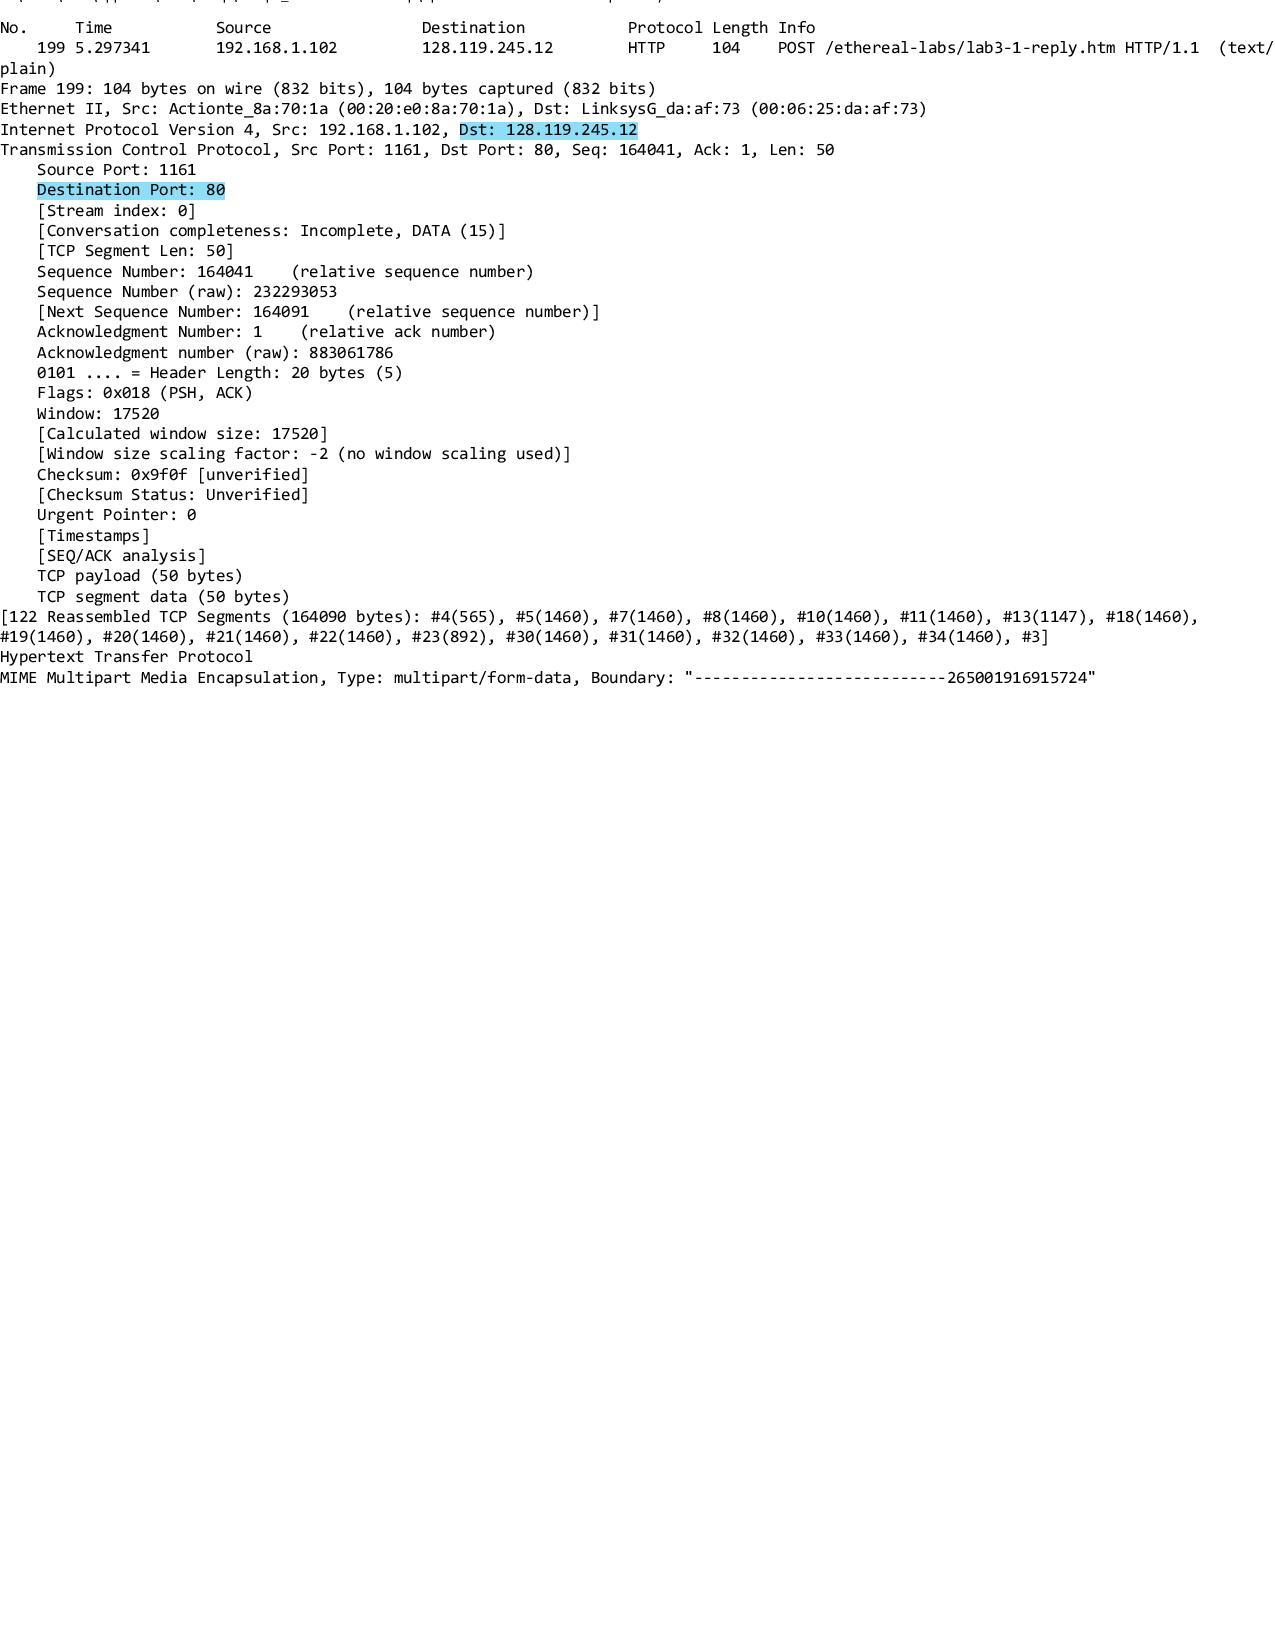 No.     Time           Source                Destination           Protocol Length Info
    199 5.297341       192.168.1.102         128.119.245.12        HTTP     104    POST /ethereal-labs/lab3-1-reply.htm HTTP/1.1  (text/
plain)
Frame 199: 104 bytes on wire (832 bits), 104 bytes captured (832 bits)
Ethernet II, Src: Actionte_8a:70:1a (00:20:e0:8a:70:1a), Dst: LinksysG_da:af:73 (00:06:25:da:af:73)
Internet Protocol Version 4, Src: 192.168.1.102, Dst: 128.119.245.12
Transmission Control Protocol, Src Port: 1161, Dst Port: 80, Seq: 164041, Ack: 1, Len: 50
    Source Port: 1161
    Destination Port: 80
    [Stream index: 0]
    [Conversation completeness: Incomplete, DATA (15)]
    [TCP Segment Len: 50]
    Sequence Number: 164041    (relative sequence number)
    Sequence Number (raw): 232293053
    [Next Sequence Number: 164091    (relative sequence number)]
    Acknowledgment Number: 1    (relative ack number)
    Acknowledgment number (raw): 883061786
    0101 .... = Header Length: 20 bytes (5)
    Flags: 0x018 (PSH, ACK)
    Window: 17520
    [Calculated window size: 17520]
    [Window size scaling factor: -2 (no window scaling used)]
    Checksum: 0x9f0f [unverified]
    [Checksum Status: Unverified]
    Urgent Pointer: 0
    [Timestamps]
    [SEQ/ACK analysis]
    TCP payload (50 bytes)
    TCP segment data (50 bytes)
[122 Reassembled TCP Segments (164090 bytes): #4(565), #5(1460), #7(1460), #8(1460), #10(1460), #11(1460), #13(1147), #18(1460),
#19(1460), #20(1460), #21(1460), #22(1460), #23(892), #30(1460), #31(1460), #32(1460), #33(1460), #34(1460), #3]
Hypertext Transfer Protocol
MIME Multipart Media Encapsulation, Type: multipart/form-data, Boundary: "---------------------------265001916915724"